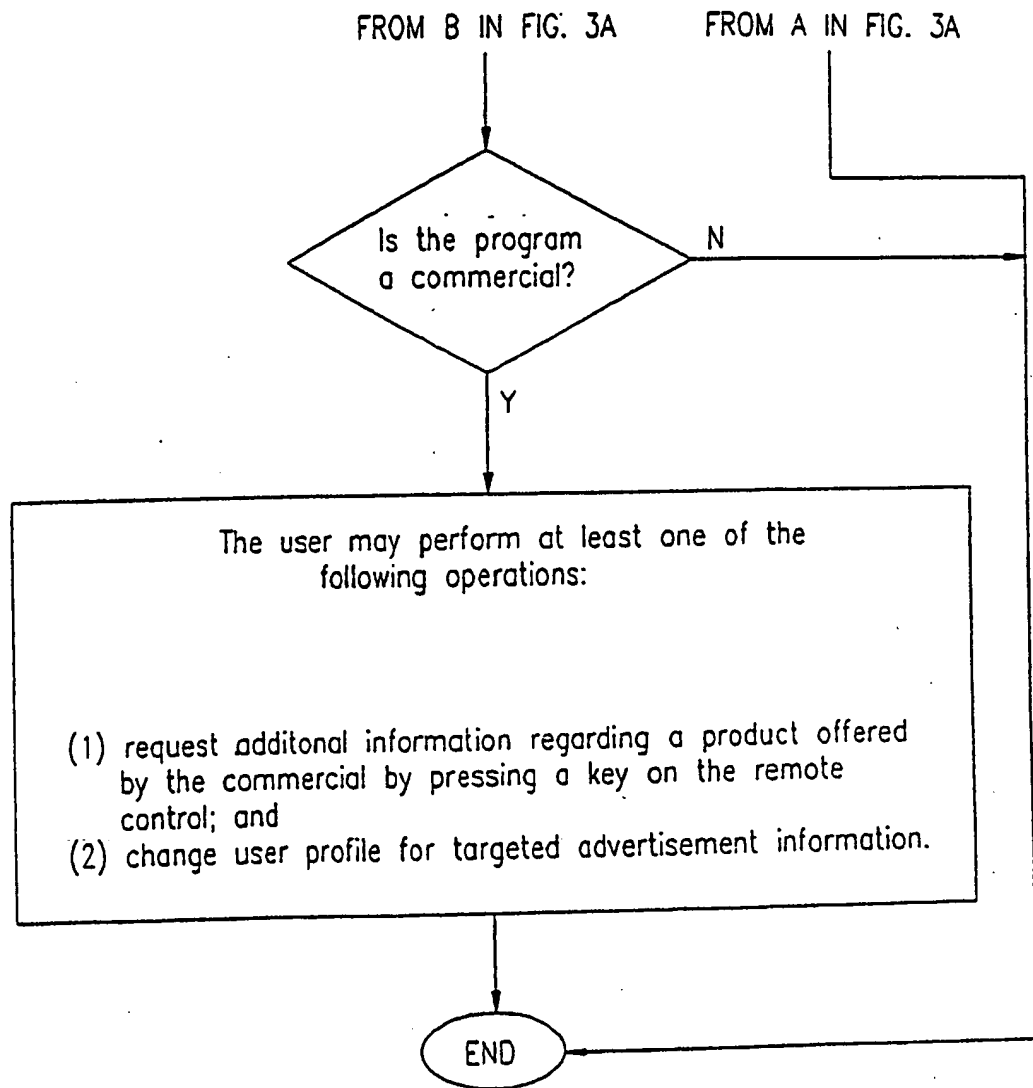 FROM B IN FIG. 3A
FROM A IN FIG. 3A
Is the program
a commercial?
N
Y
The user may perform at least one of the
following operations:
(1) request additonal information regarding a product offered
by the commercial by pressing a key on the remote
control; and
(2) change user profile for targeted advertisement information.
END